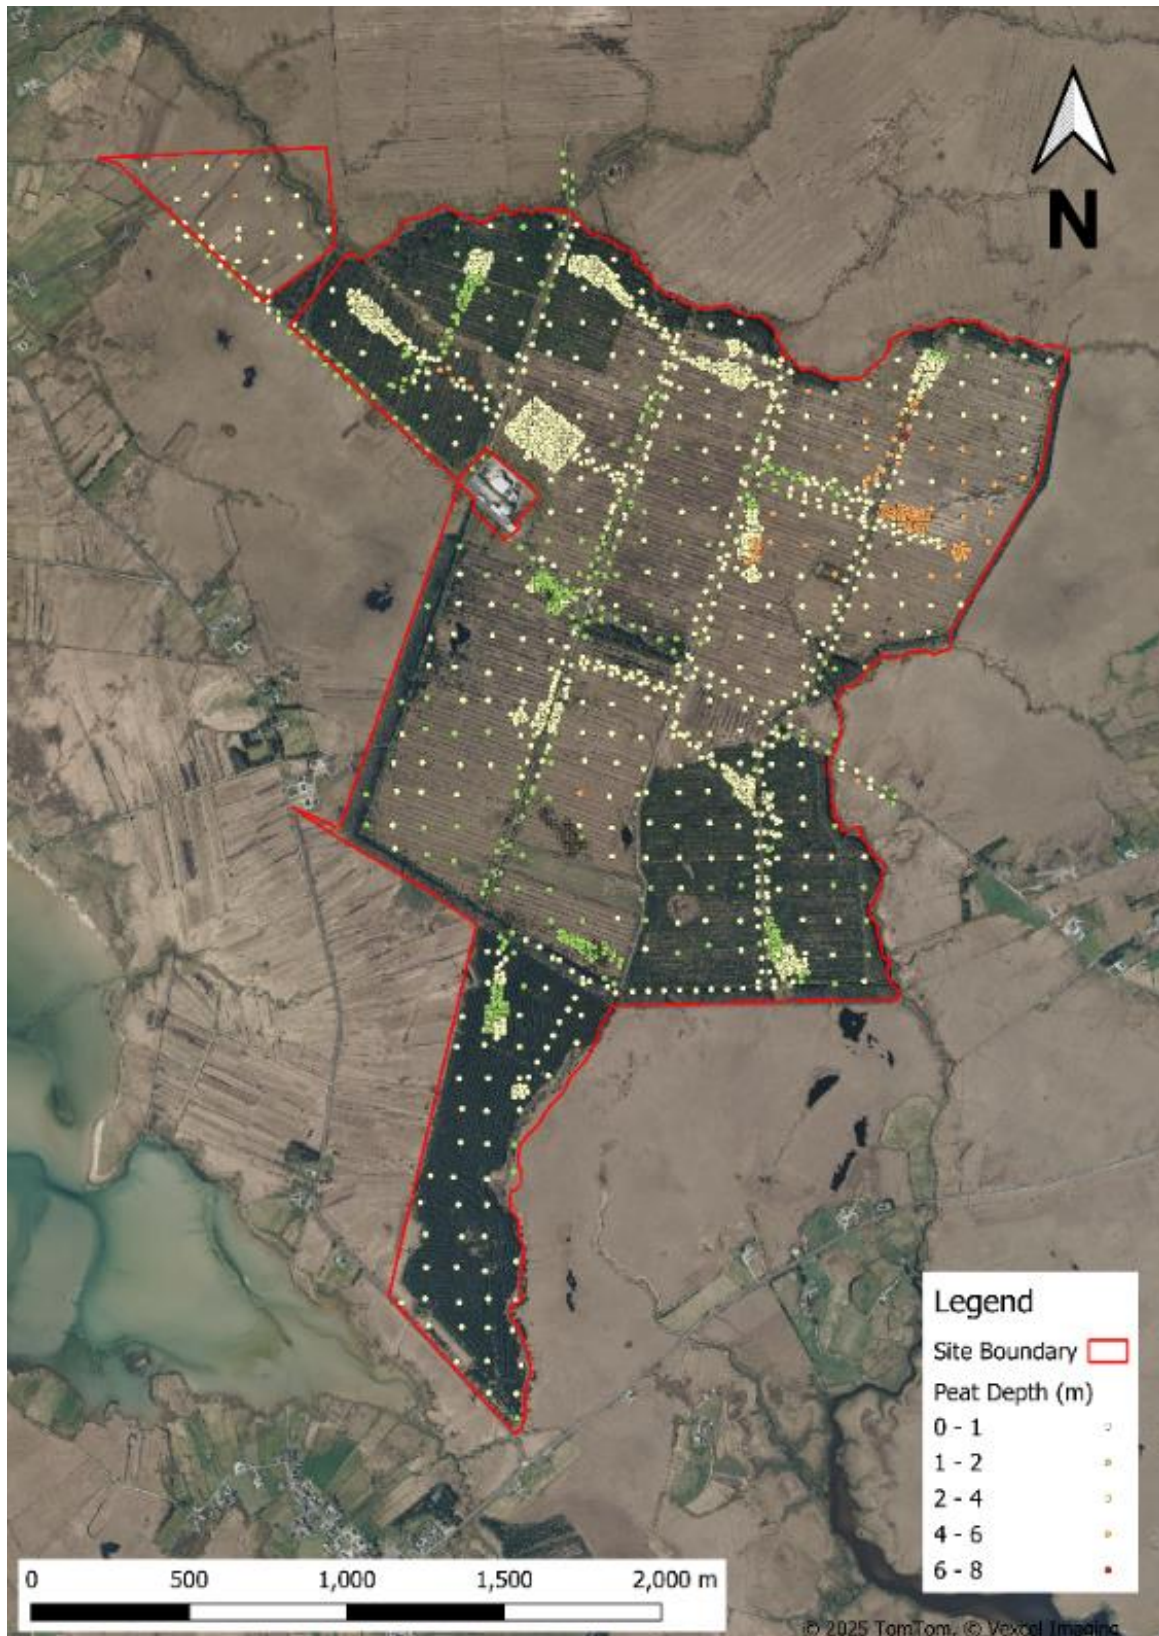 N
Legend
Site Boundary
Peat Depth (m)
0 - 1
1 - 2
2 - 4
4 - 6
6 - 8
0 500 1,000 1,500 2,000 m
© 2025 TomTom, © Vexcel Imaging